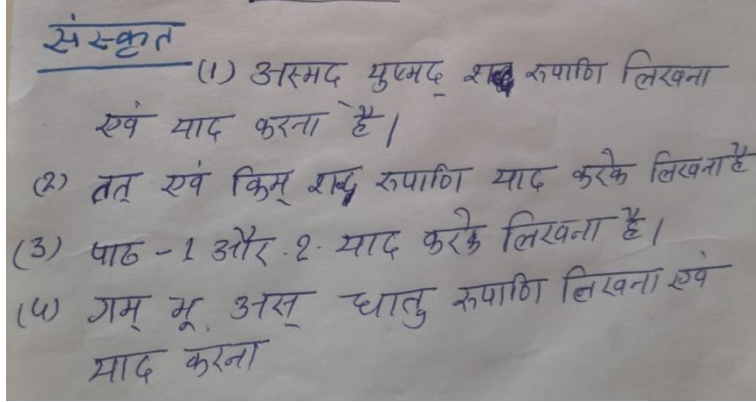 संस्कृत
(1) अस्मद युष्मद् शब्द रुपाणि लिखना
एवं याद करना है।
(2) तत् एवं किम् शब्द रुपाणि याद करके लिखना है
(3) पाठ - 1 और 2. याद करके लिखना है।
(4) गम् भू, अस् धातु रुपाणि लिखना एवं
याद करना